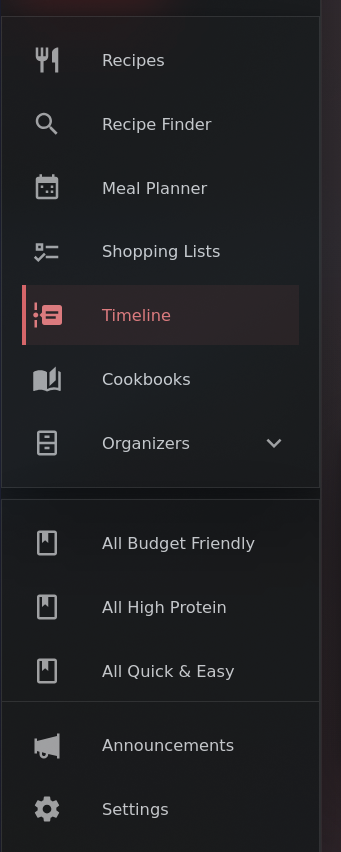 Recipes
Recipe Finder
Meal Planner
Shopping Lists
Timeline
Cookbooks
Organizers
All Budget Friendly
All High Protein
All Quick & Easy
Announcements
Settings